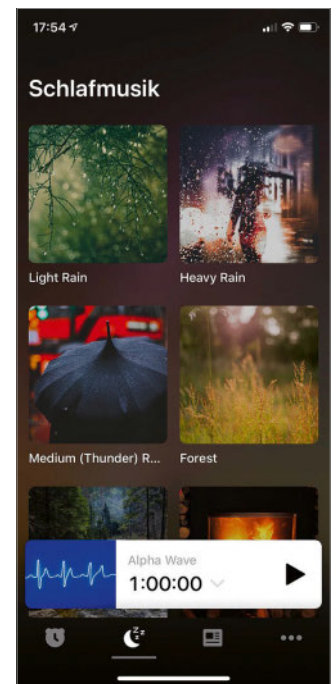 17:54
Schlafmusik
Light Rain
Heavy Rain
Medium (Thunder) R...
Forest
Alpha Wave
1:00:00